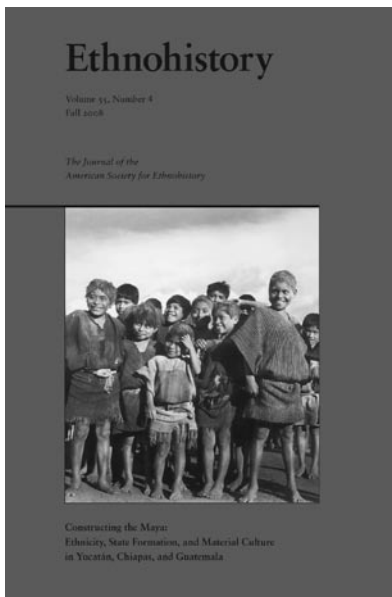 Ethnohistory
Volume 55, Number 4
Fall 2008
The Journal of the
American Society for Ethnohistory
Constructing the Maya:
Ethnicity, State Formation, and Material Culture
in Yucatán, Chiapas, and Guatemala